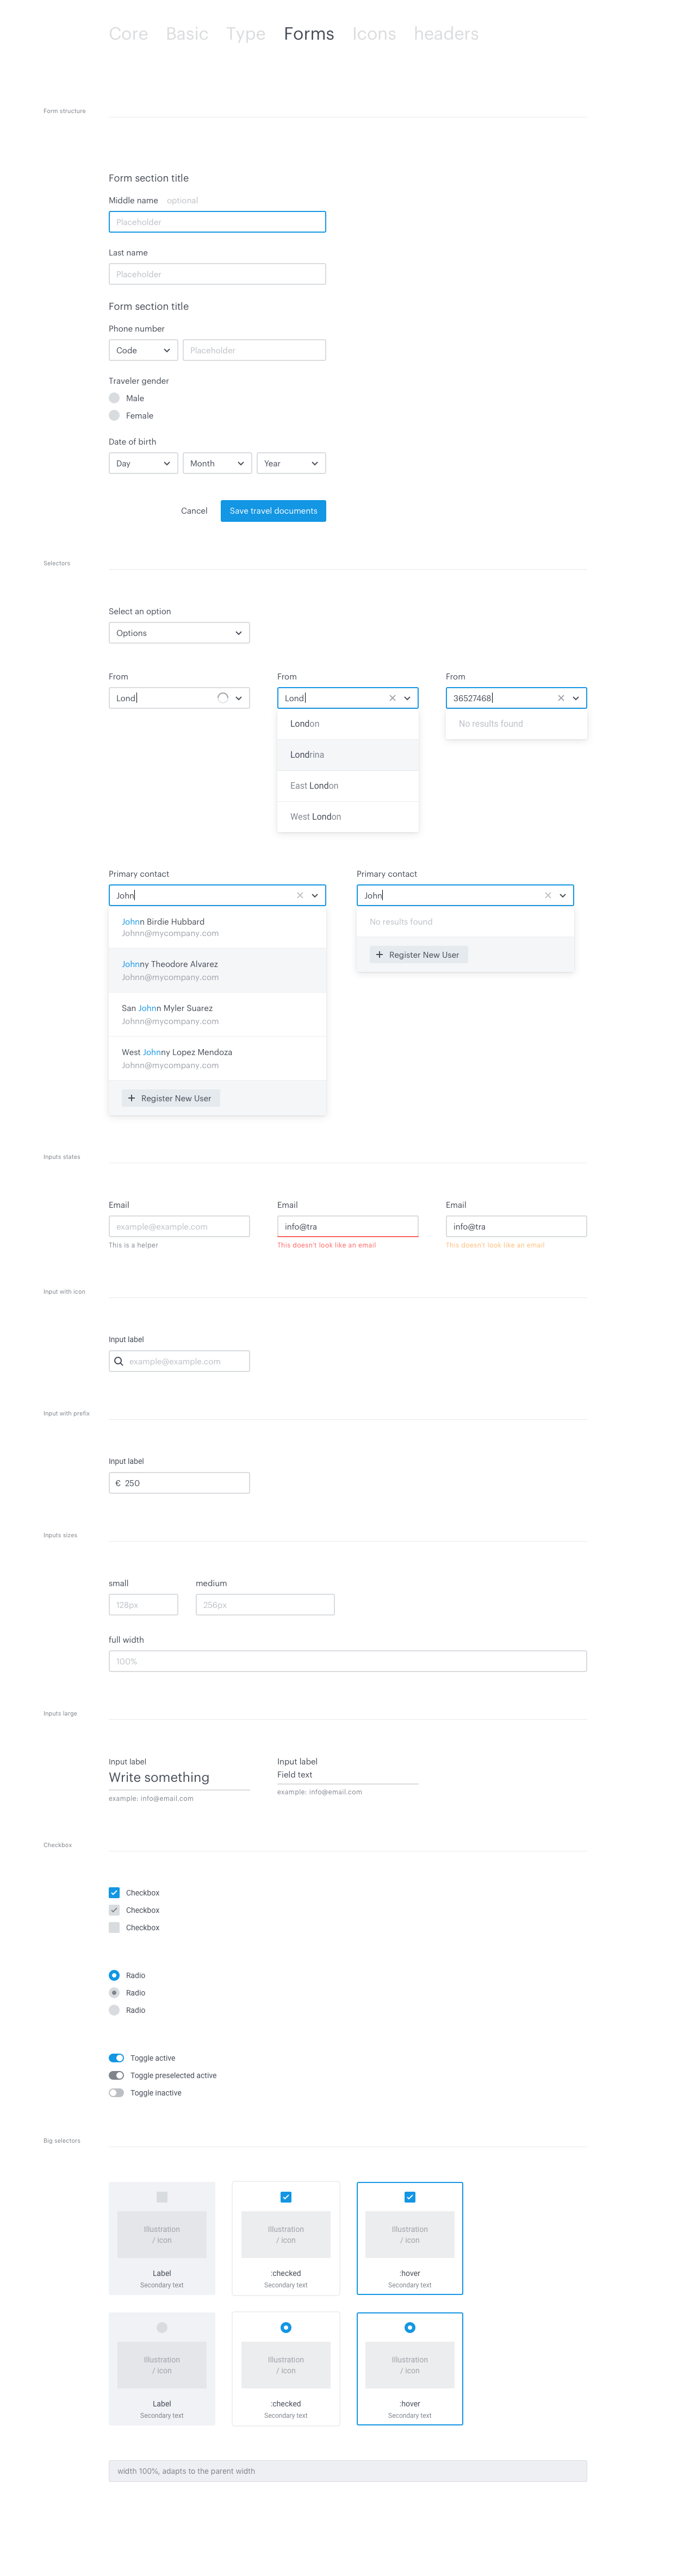 Core Basic Type Forms Icons headers
Form structure
Form section title
Middle name optional
Placeholder
Last name
Placeholder
Form section title
Phone number
Code Placeholder
Traveler gender
Male
Female
Date of birth
Day Month Year
Cancel Save travel documents
Selectors
Select an option
Options
From From From
Lond Lond 36527468
London No results found
Londrina
East London
West London
Primary contact Primary contact
John John
Johnn Birdie Hubbard No results found
Johnn@mycompany.com
Register New User
Johnny Theodore Alvarez
Johnn@mycompany.com
San Johnn Myler Suarez
Johnn@mycompany.com
West Johnny Lopez Mendoza
Johnn@mycompany.com
+ Register New User
Inputs states
Email Email Email
example@example.com info@tra info@tra
This is a helper This doesn't look like an email This doesn't look like an email
Input with icon
Input label
example@example.com
Input with prefix
Input label
€ 250
Inputs sizes
small medium
128px 256px
full width
100%
Inputs large
Input label Input label
Write something Field text
example: info@email.com example: info@email.com
Checkbox
Checkbox
Checkbox
Checkbox
Radio
Radio
Radio
Toggle active
Toggle preselected active
Toggle inactive
Big selectors
Illustration Illustration Illustration
/ icon / icon / icon
Label :checked :hover
Secondary text Secondary text Secondary text
Illustration Illustration Illustration
/ icon / icon / icon
Label :checked :hover
Secondary text Secondary text Secondary text
width 100%, adapts to the parent width